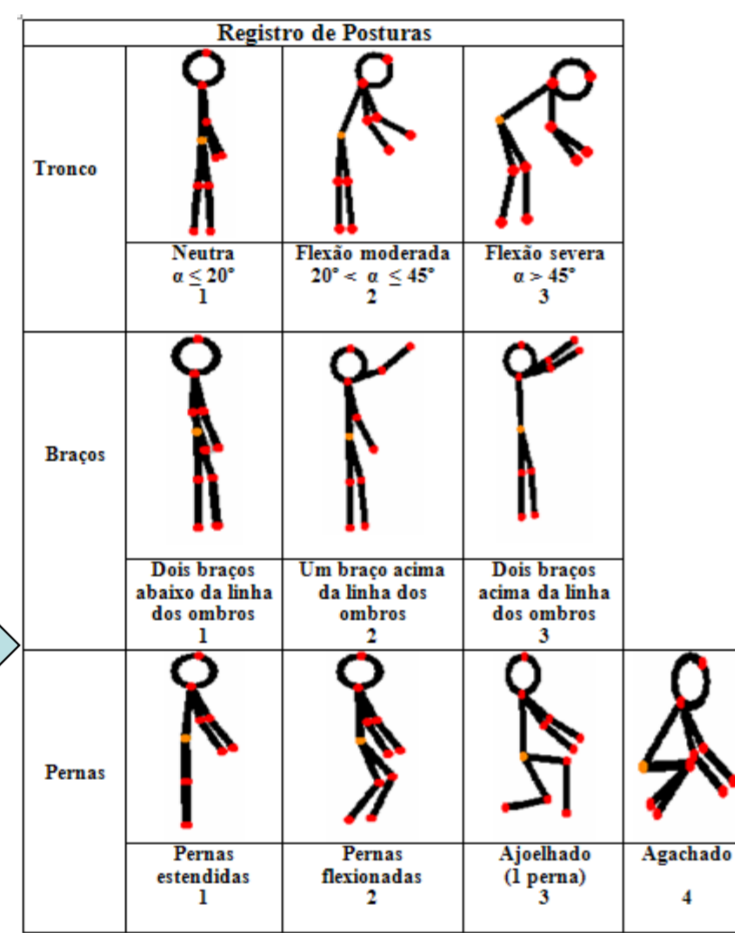 Registro de Posturas
Tronco
Neutra
α ≤ 20°
1
Flexão moderada
20° < α ≤ 45°
2
Flexão severa
α > 45°
3
Braços
Dois braços
abaixo da linha
dos ombros
1
Um braço acima
da linha dos
ombros
2
Dois braços
acima da linha
dos ombros
3
Pernas
Pernas
estendidas
1
Pernas
flexionadas
2
Ajoelhado
(1 perna)
3
Agachado
4